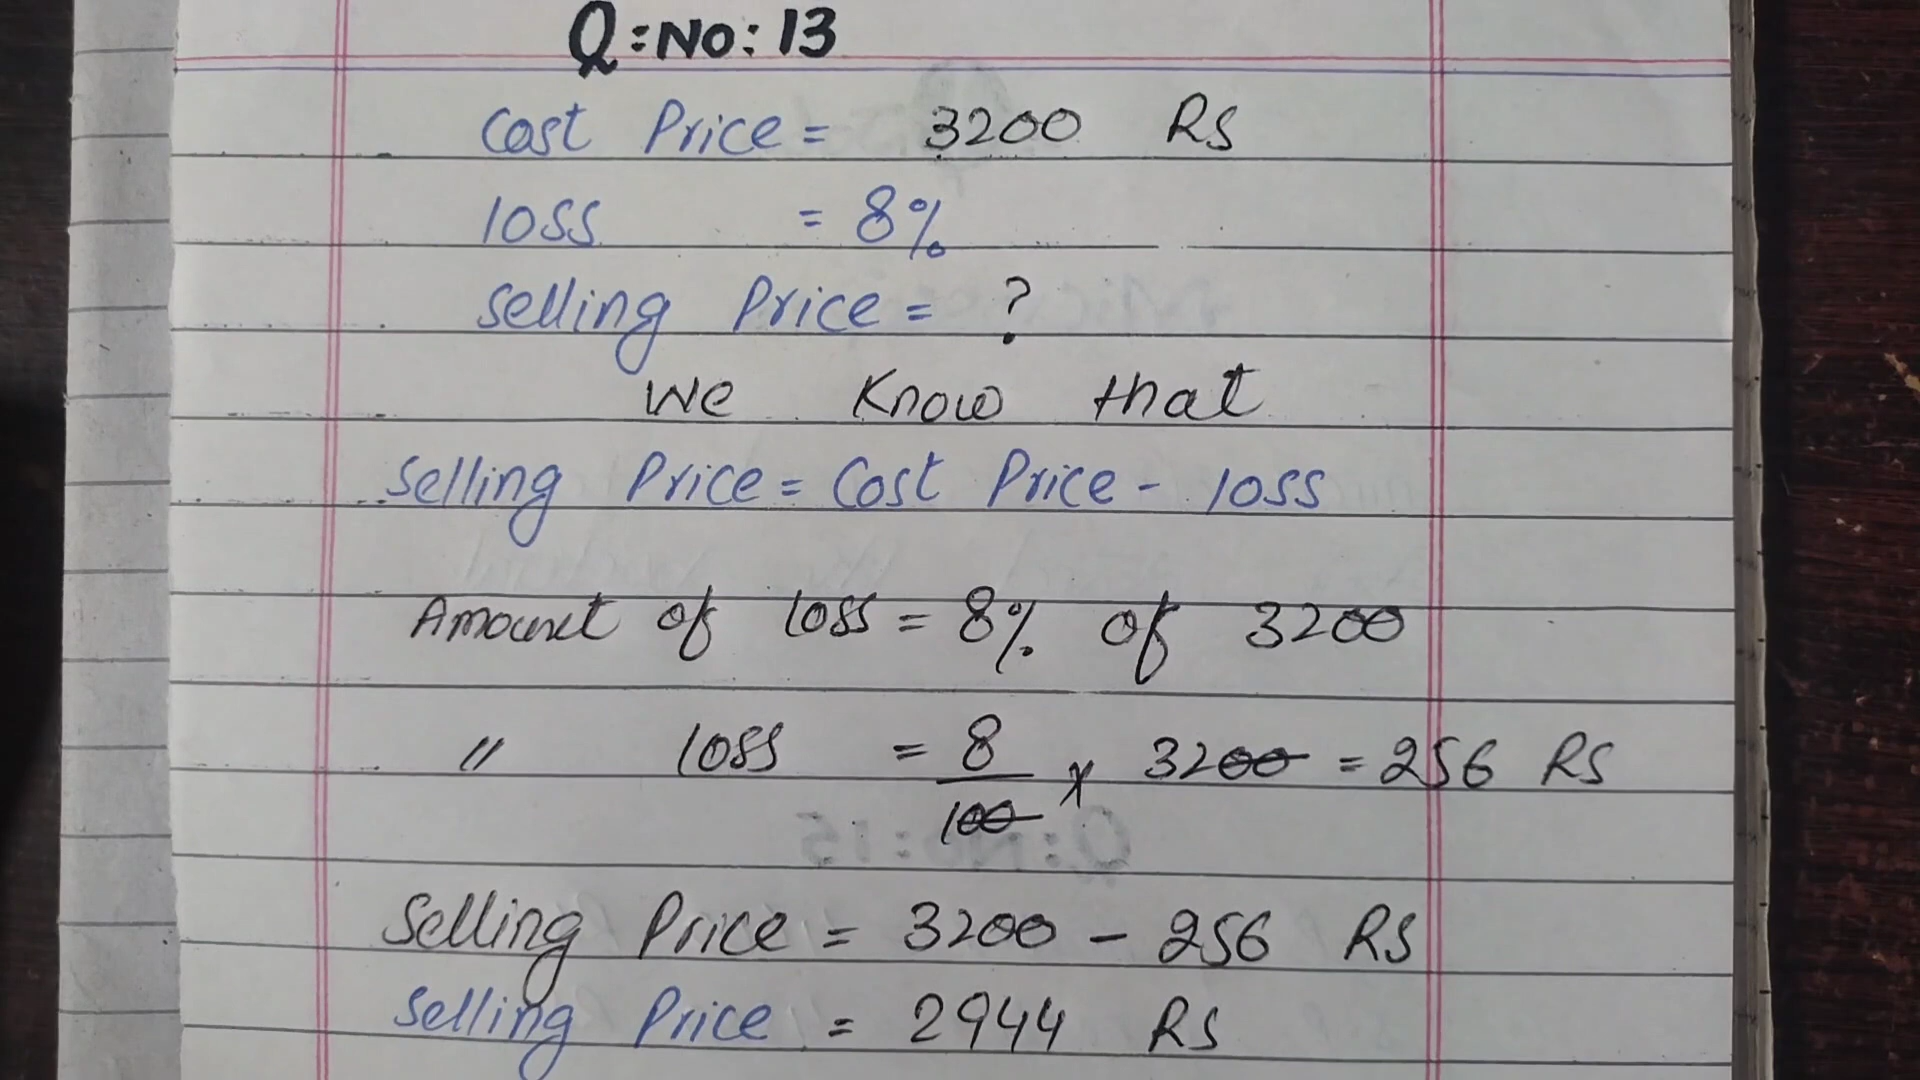 Q:No:13
Cost Price = 3200 RS
loss = 8%
Selling Price = ?
We Know that
Selling Price = Cost Price - loss
Amount of loss = 8% of 3200
" loss = 8/100 x 3200 = 256 RS
Selling Price = 3200 - 256 RS
Selling Price = 2944 RS